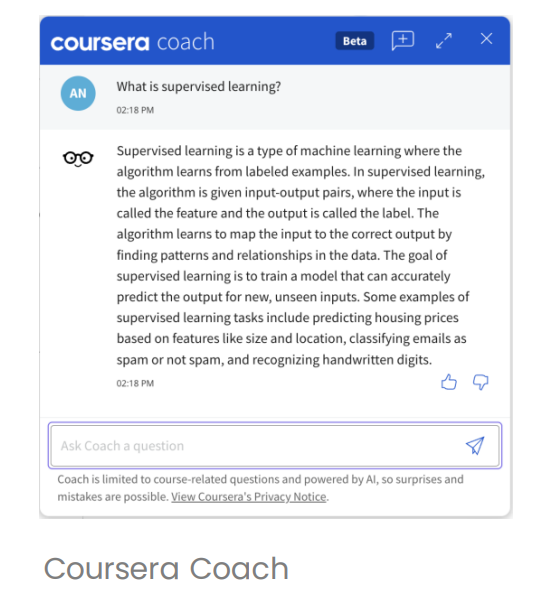 coursera coach
Beta
AN
What is supervised learning?
02:18 PM
Supervised learning is a type of machine learning where the
algorithm learns from labeled examples. In supervised learning,
the algorithm is given input-output pairs, where the input is
called the feature and the output is called the label. The
algorithm learns to map the input to the correct output by
finding patterns and relationships in the data. The goal of
supervised learning is to train a model that can accurately
predict the output for new, unseen inputs. Some examples of
supervised learning tasks include predicting housing prices
based on features like size and location, classifying emails as
spam or not spam, and recognizing handwritten digits.
02:18 PM
Ask Coach a question
Coach is limited to course-related questions and powered by AI, so surprises and
mistakes are possible. View Coursera's Privacy Notice.
Coursera Coach